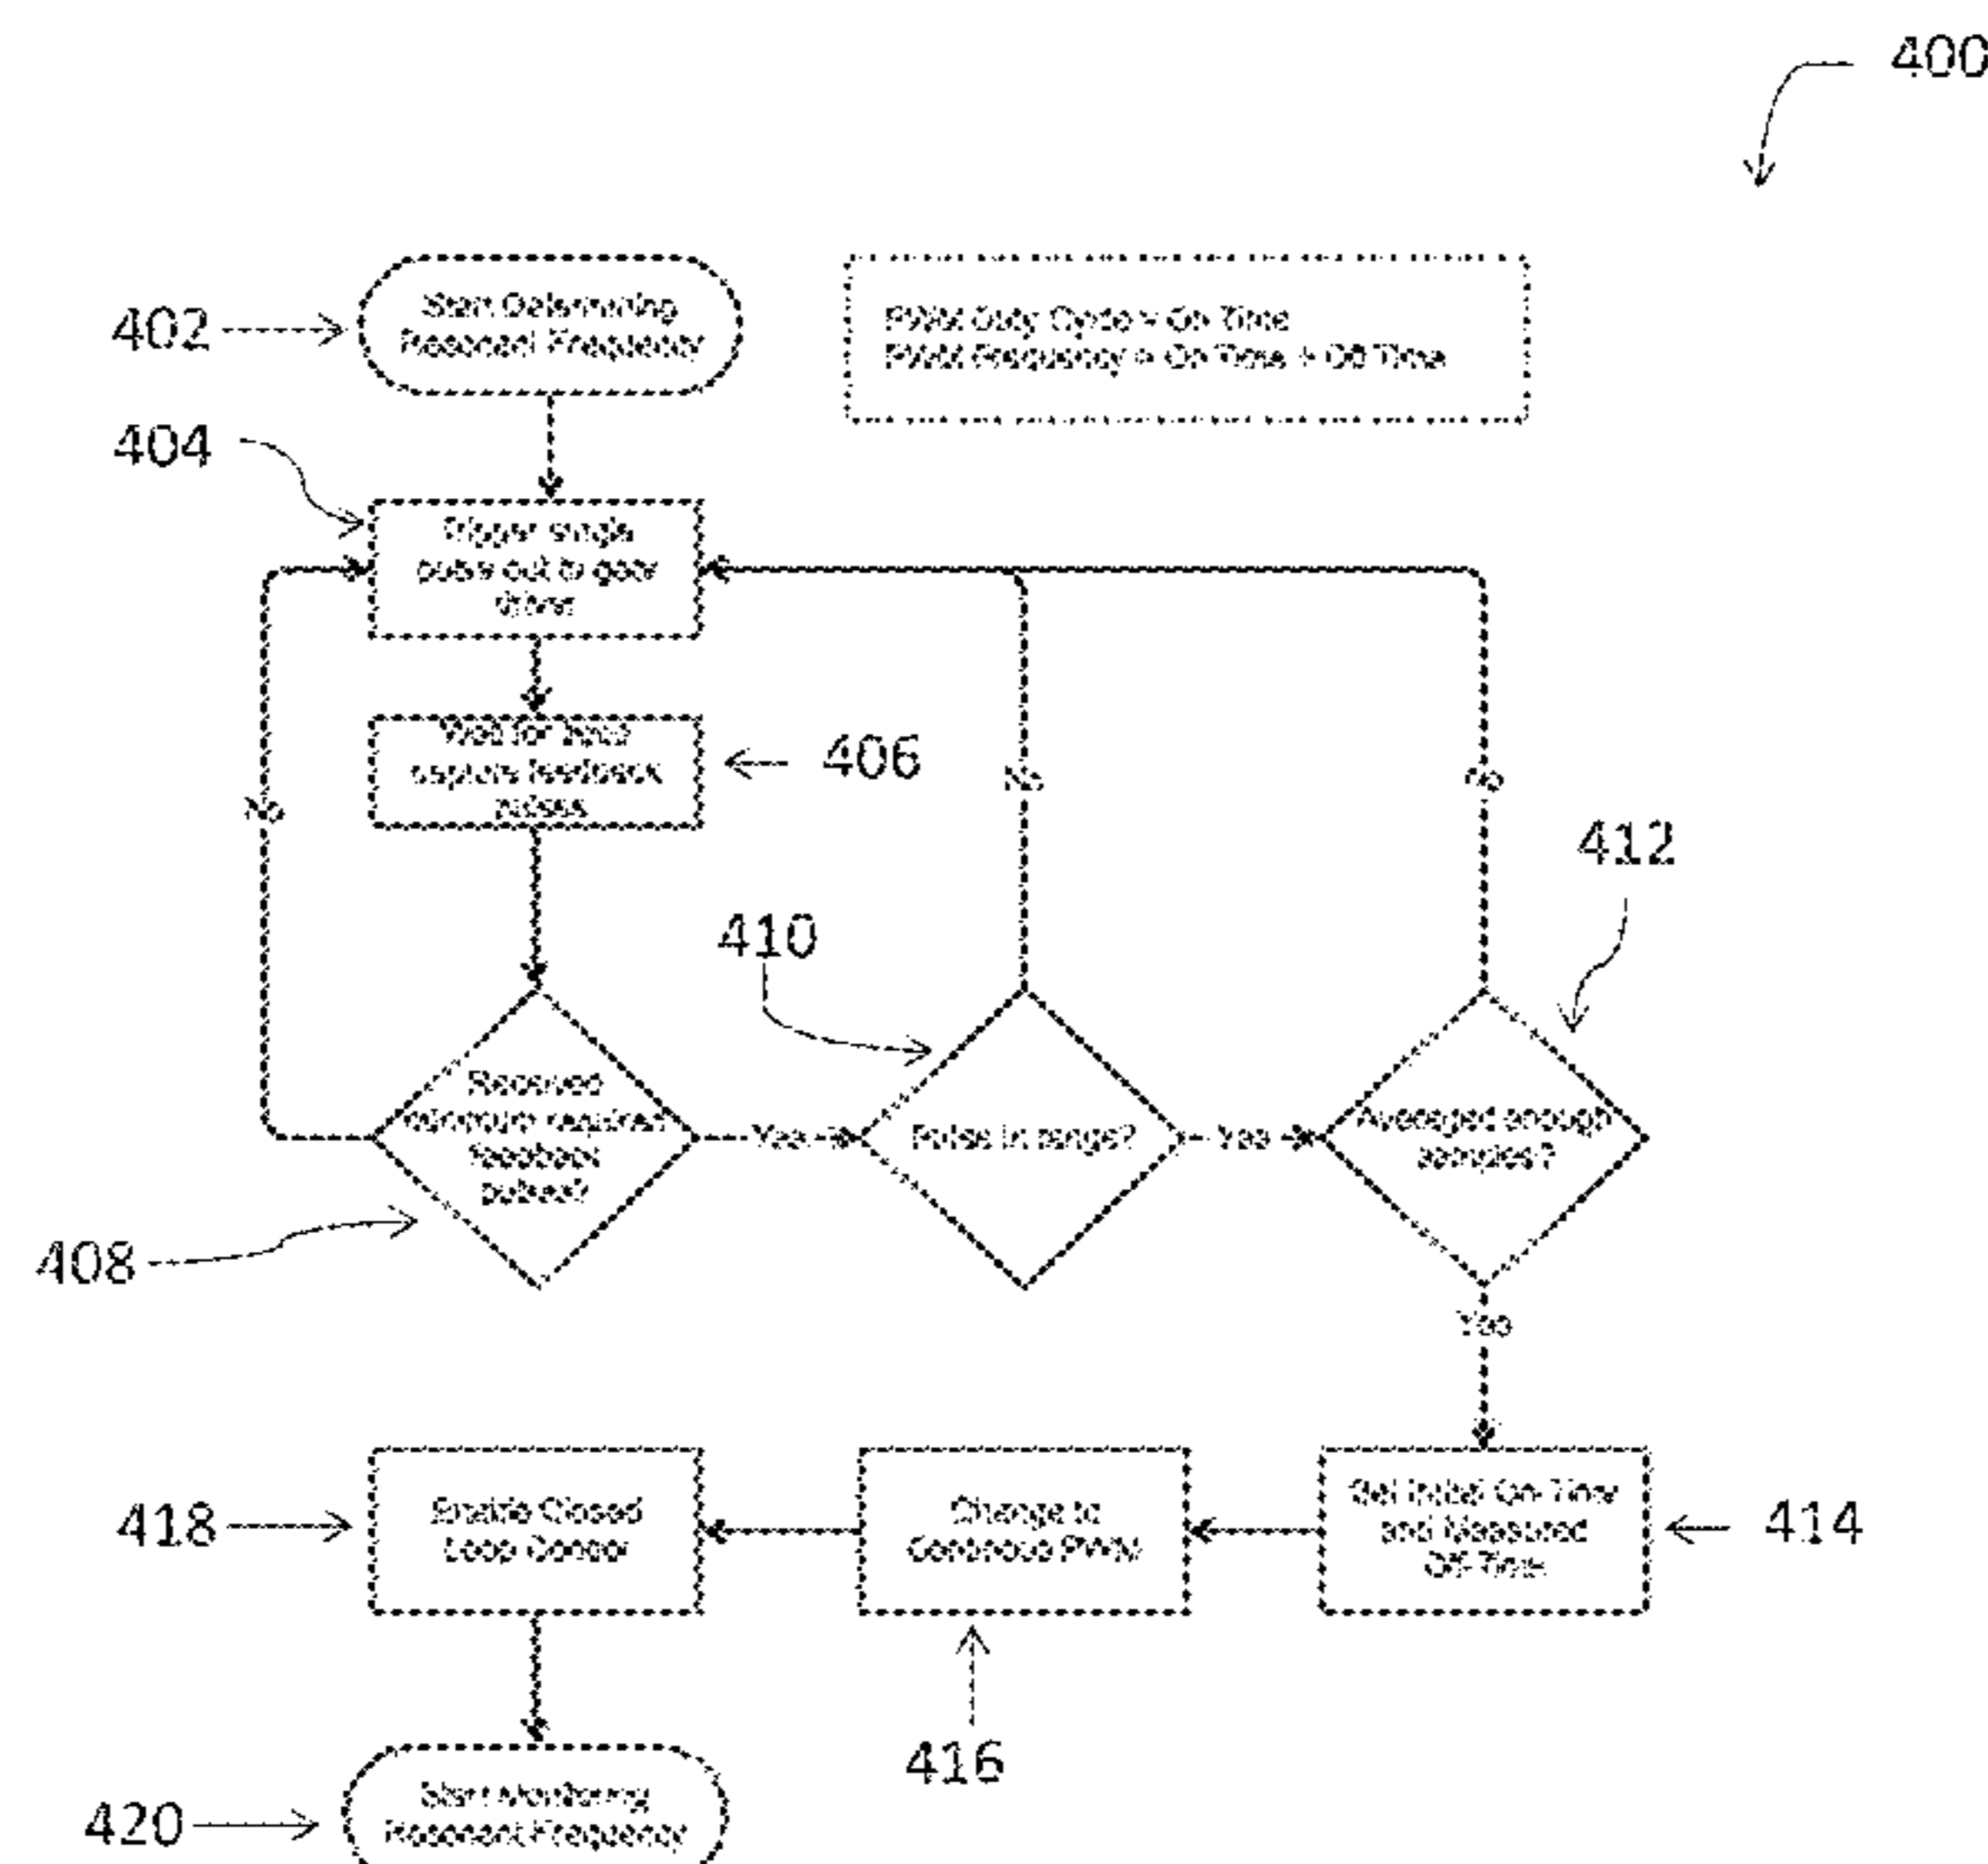 400
402
Start Determining
Resonant Frequency
PWM Duty Cycle = On Time
PWM Frequency = On Time + Off Time
404
Trigger single
pulse out to gate
driver
Wait for input
capture feedback
pulses
406
No
No
No
412
410
Received
minimum required
feedback
pulses?
Yes
Pulse in range?
Yes
Averaged enough
samples?
408
Yes
418
Enable Closed
Loop Control
Change to
Continous PWM
Set Initial On-Time
and Measured
Off-Time
414
416
420
Start Monitoring
Resonant Frequency